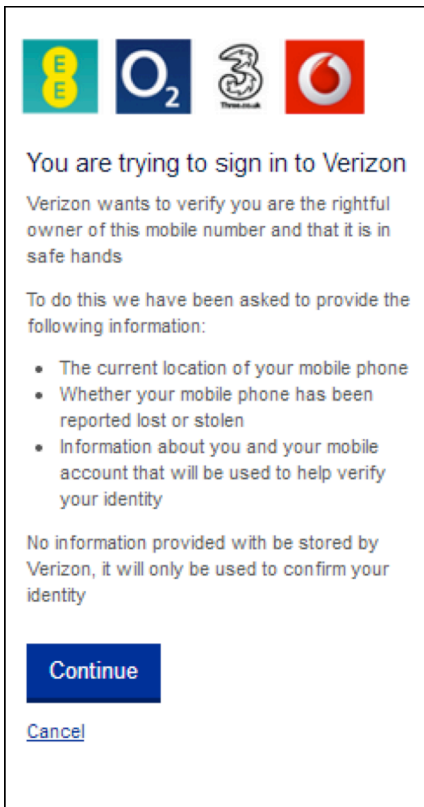 E
E
O2
3
Three.co.uk
You are trying to sign in to Verizon
Verizon wants to verify you are the rightful
owner of this mobile number and that it is in
safe hands
To do this we have been asked to provide the
following information:
• The current location of your mobile phone
• Whether your mobile phone has been
reported lost or stolen
• Information about you and your mobile
account that will be used to help verify
your identity
No information provided with be stored by
Verizon, it will only be used to confirm your
identity
Continue
Cancel